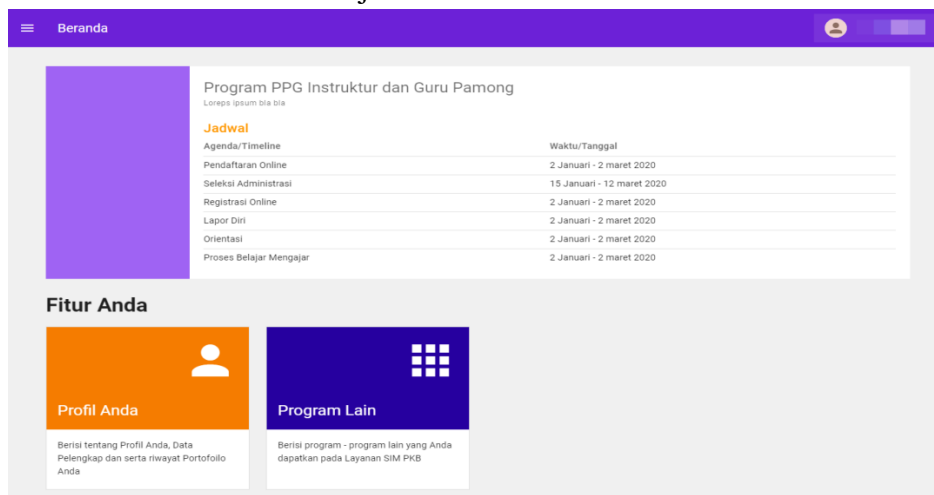 Beranda
Program PPG Instruktur dan Guru Pamong
Loreps ipsum bla bla
Jadwal
Agenda/Timeline Waktu/Tanggal
Pendaftaran Online 2 Januari - 2 maret 2020
Seleksi Administrasi 15 Januari - 12 maret 2020
Registrasi Online 2 Januari - 2 maret 2020
Lapor Diri 2 Januari - 2 maret 2020
Orientasi 2 Januari - 2 maret 2020
Proses Belajar Mengajar 2 Januari - 2 maret 2020
Fitur Anda
Profil Anda
Berisi tentang Profil Anda, Data
Pelengkap dan serta riwayat Portofoilo
Anda
Program Lain
Berisi program - program lain yang Anda
dapatkan pada Layanan SIM PKB